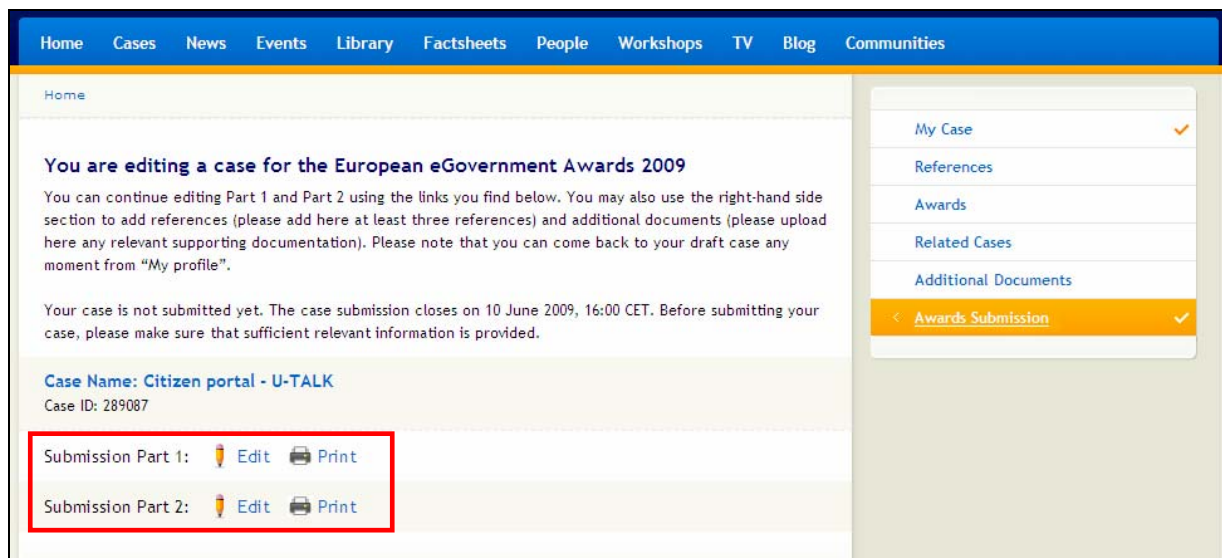 Home Cases News Events Library Factsheets People Workshops TV Blog Communities
Home
You are editing a case for the European eGovernment Awards 2009
You can continue editing Part 1 and Part 2 using the links you find below. You may also use the right-hand side
section to add references (please add here at least three references) and additional documents (please upload
here any relevant supporting documentation). Please note that you can come back to your draft case any
moment from “My profile”.
Your case is not submitted yet. The case submission closes on 10 June 2009, 16:00 CET. Before submitting your
case, please make sure that sufficient relevant information is provided.
Case Name: Citizen portal - U-TALK
Case ID: 289087
Submission Part 1: Edit Print
Submission Part 2: Edit Print
My Case
References
Awards
Related Cases
Additional Documents
Awards Submission